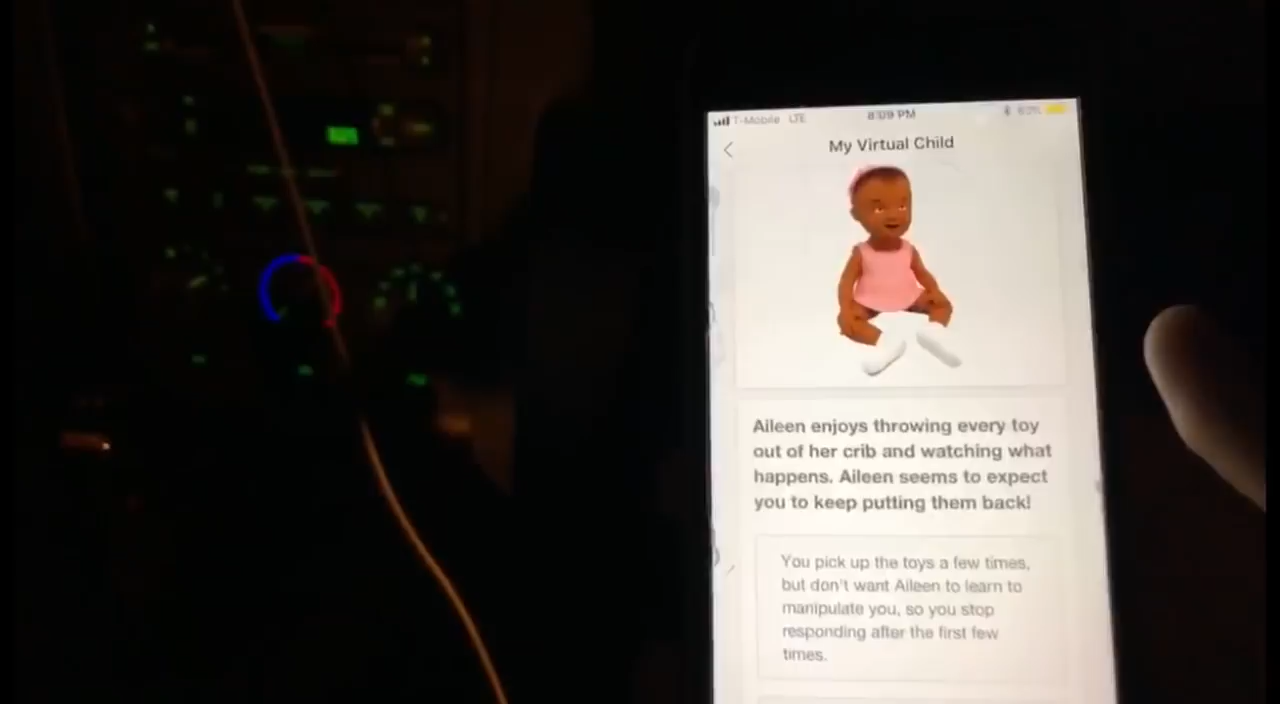 T-Mobile LTE 8:09 PM
My Virtual Child
Aileen enjoys throwing every toy
out of her crib and watching what
happens. Aileen seems to expect
you to keep putting them back!
You pick up the toys a few times,
but don't want Aileen to learn to
manipulate you, so you stop
responding after the first few
times.